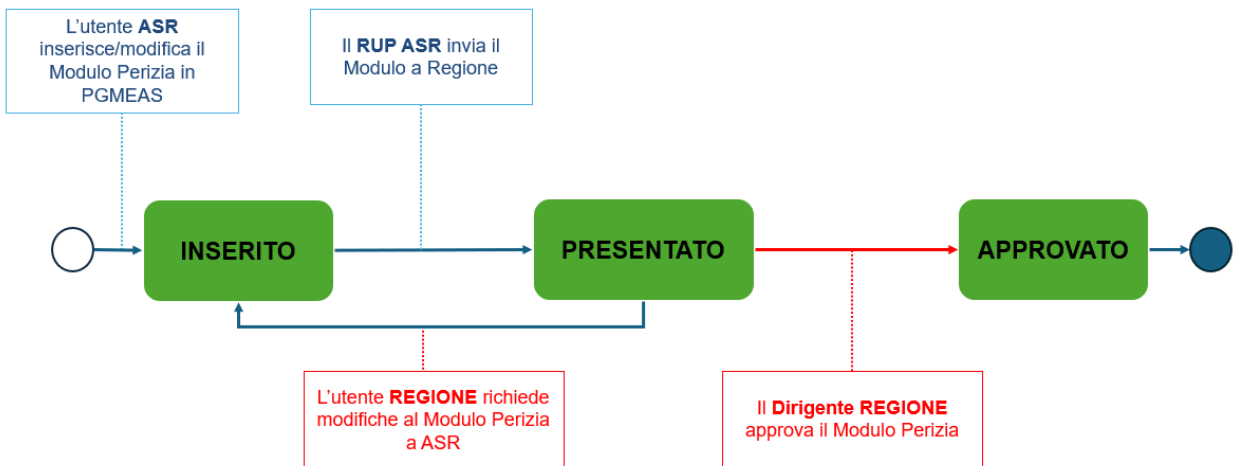 L’utente ASR
inserisce/modifica il
Modulo Perizia in
PGMEAS
Il RUP ASR invia il
Modulo a Regione
INSERITO
PRESENTATO
APPROVATO
L’utente REGIONE richiede
modifiche al Modulo Perizia
a ASR
Il Dirigente REGIONE
approva il Modulo Perizia